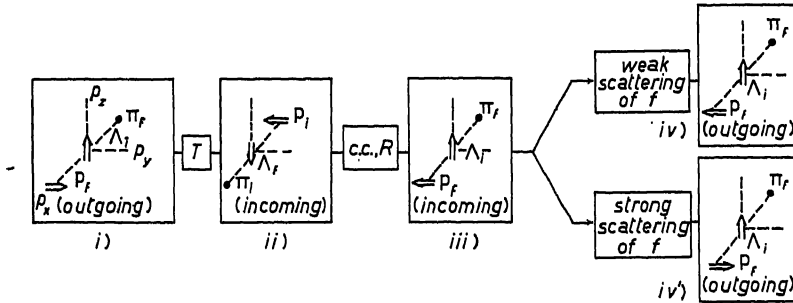 p_z
π_f
Λ_i
p_y
p_f
p_x (outgoing)
i)
T
p_i
Λ_f
π_i
(incoming)
ii)
c.c., R
π_f
Λ_i
p_f
(incoming)
iii)
weak
scattering
of f
π_f
Λ_i
p_f
(outgoing)
iv)
strong
scattering
of f
π_f
Λ_i
p_f
(outgoing)
iv')